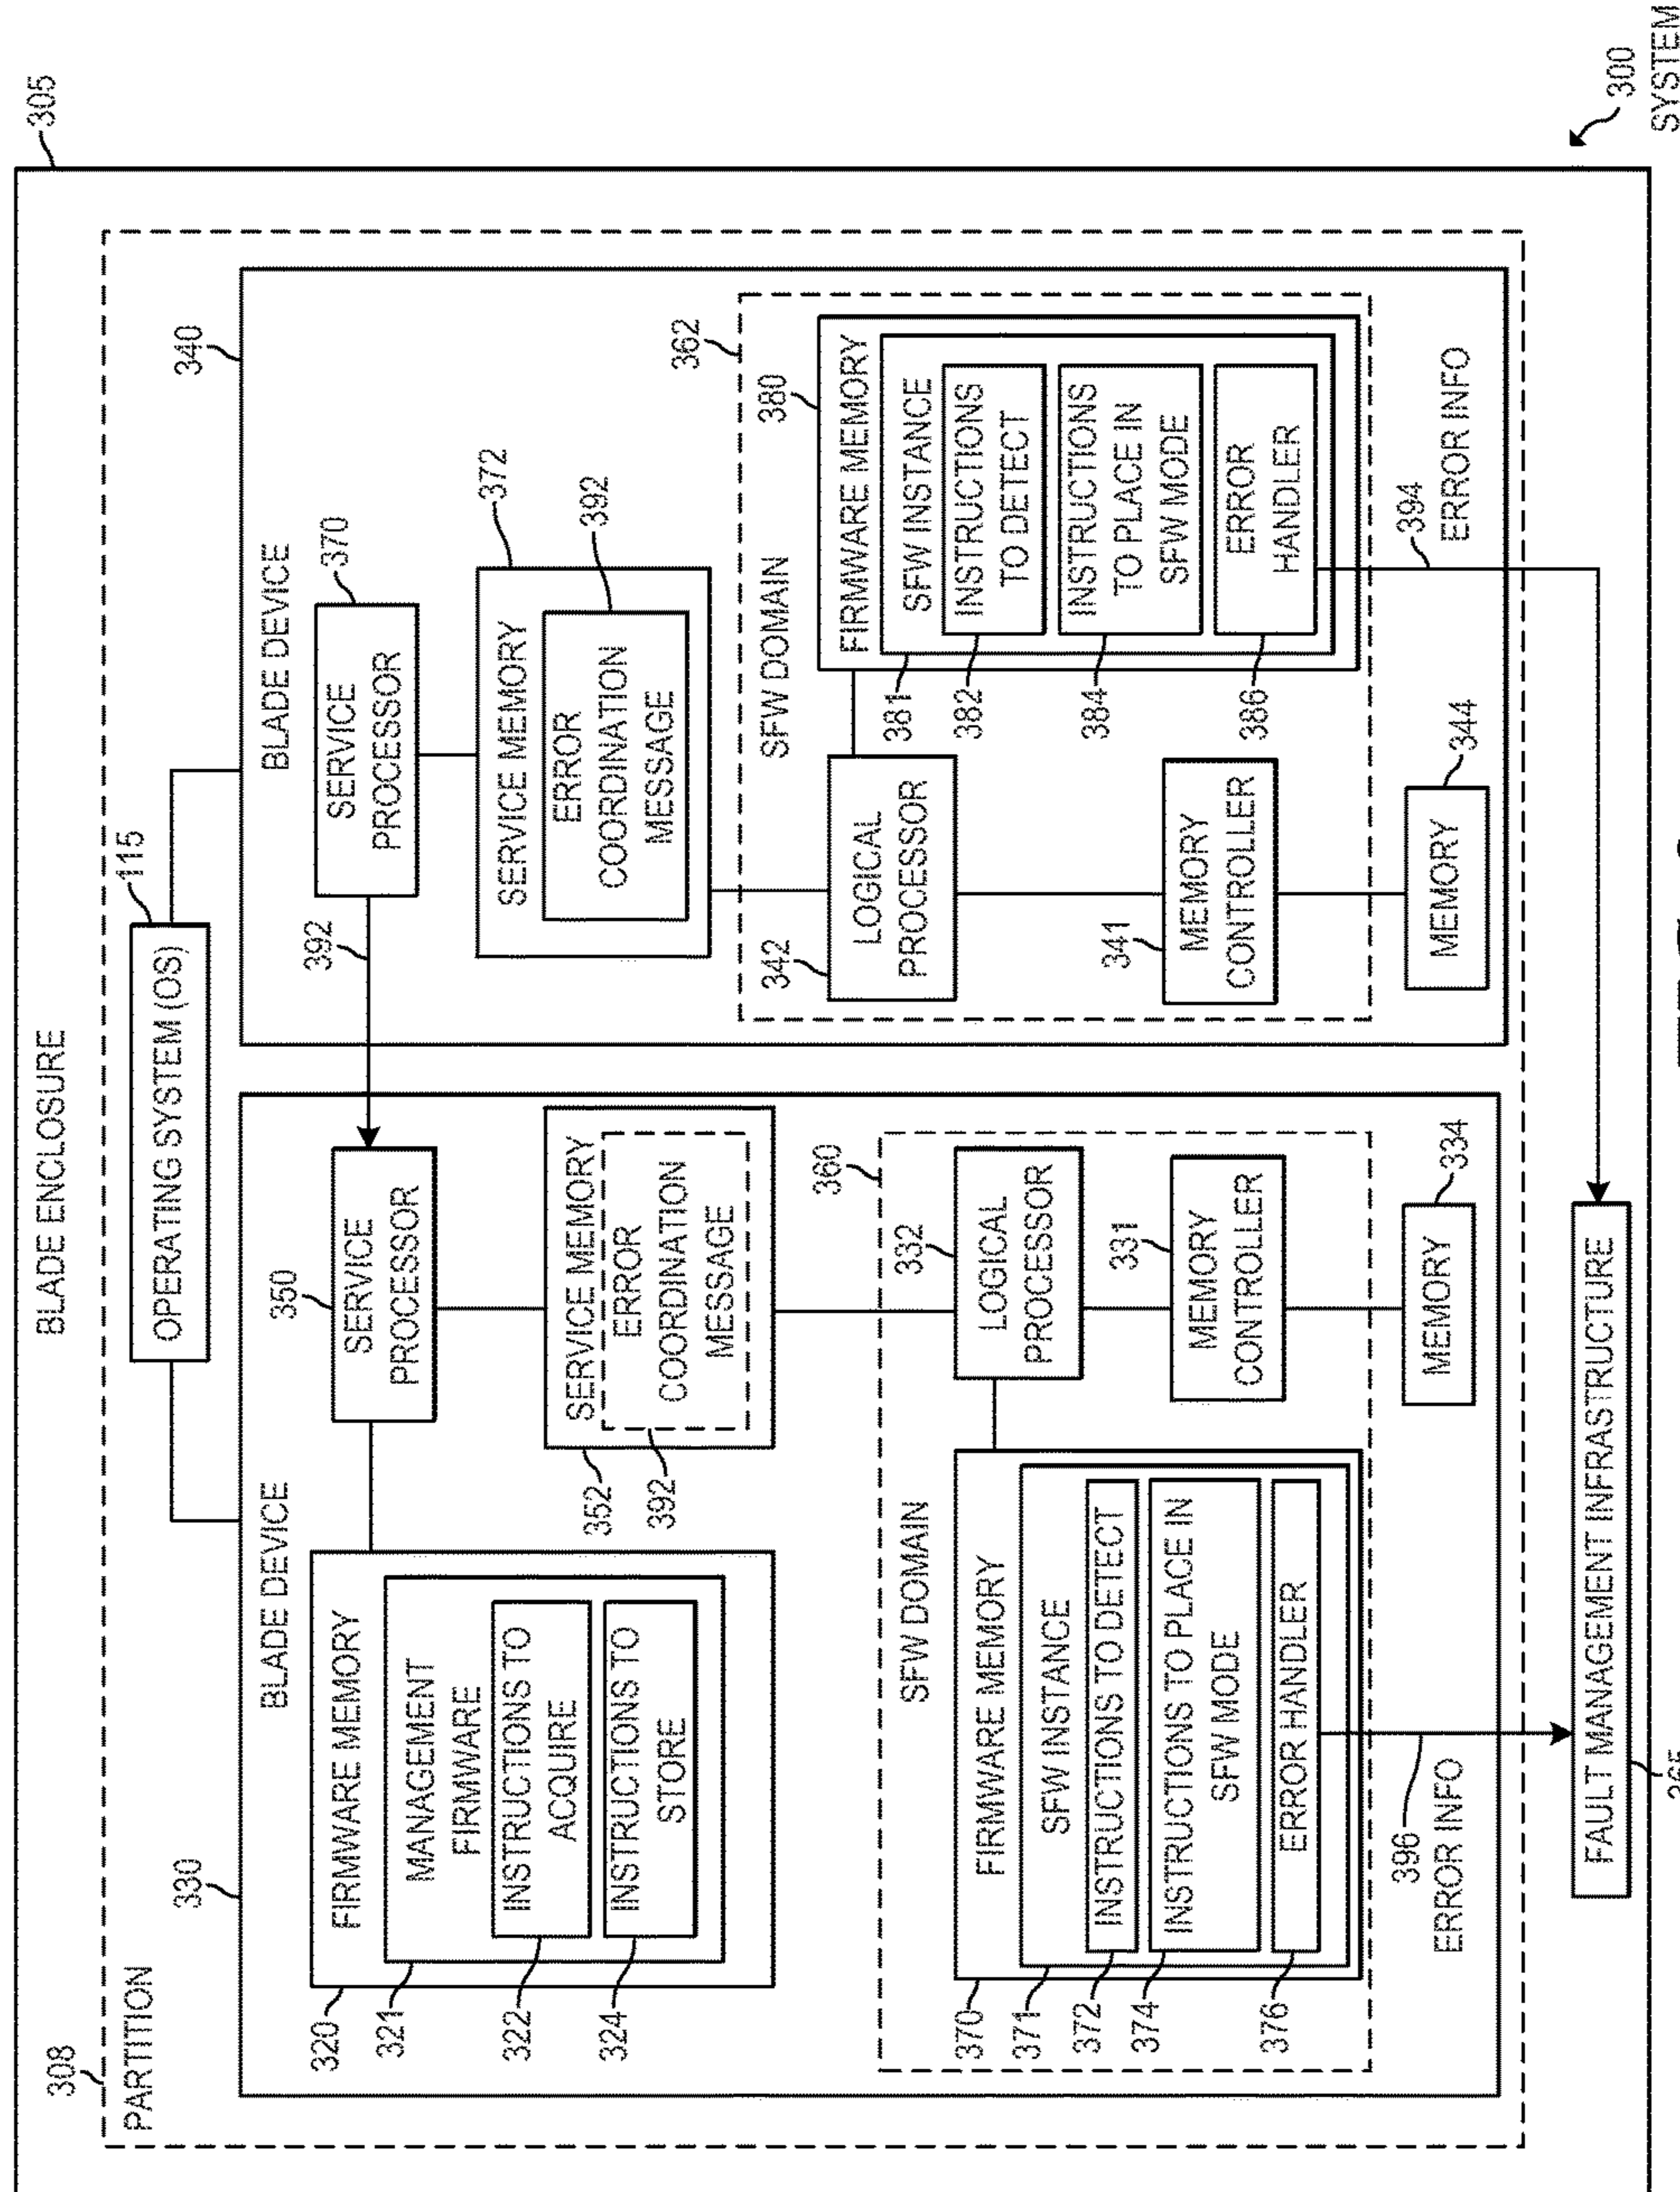 BLADE ENCLOSURE
305
308
PARTITION
OPERATING SYSTEM (OS)
115
330
BLADE DEVICE
320
FIRMWARE MEMORY
321
MANAGEMENT
FIRMWARE
322
INSTRUCTIONS TO
ACQUIRE
324
INSTRUCTIONS TO
STORE
350
SERVICE
PROCESSOR
352
SERVICE MEMORY
392
ERROR
COORDINATION
MESSAGE
SFW DOMAIN
360
370
FIRMWARE MEMORY
371
SFW INSTANCE
372
INSTRUCTIONS TO DETECT
374
INSTRUCTIONS TO PLACE IN
SFW MODE
376
ERROR HANDLER
332
LOGICAL
PROCESSOR
331
MEMORY
CONTROLLER
334
MEMORY
396
ERROR INFO
392
340
BLADE DEVICE
370
SERVICE
PROCESSOR
372
SERVICE MEMORY
392
ERROR
COORDINATION
MESSAGE
SFW DOMAIN
362
342
LOGICAL
PROCESSOR
341
MEMORY
CONTROLLER
344
MEMORY
380
FIRMWARE MEMORY
381
SFW INSTANCE
382
INSTRUCTIONS
TO DETECT
384
INSTRUCTIONS
TO PLACE IN
SFW MODE
386
ERROR
HANDLER
394
ERROR INFO
FAULT MANAGEMENT INFRASTRUCTURE
300
SYSTEM